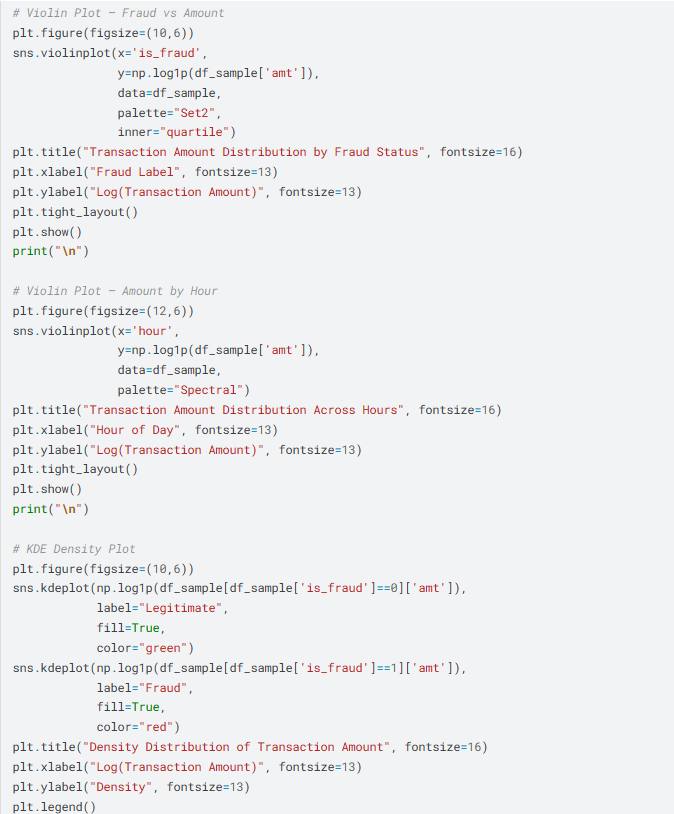 # Violin Plot – Fraud vs Amount
plt.figure(figsize=(10,6))
sns.violinplot(x='is_fraud',
               y=np.log1p(df_sample['amt']),
               data=df_sample,
               palette="Set2",
               inner="quartile")
plt.title("Transaction Amount Distribution by Fraud Status", fontsize=16)
plt.xlabel("Fraud Label", fontsize=13)
plt.ylabel("Log(Transaction Amount)", fontsize=13)
plt.tight_layout()
plt.show()
print("\n")

# Violin Plot – Amount by Hour
plt.figure(figsize=(12,6))
sns.violinplot(x='hour',
               y=np.log1p(df_sample['amt']),
               data=df_sample,
               palette="Spectral")
plt.title("Transaction Amount Distribution Across Hours", fontsize=16)
plt.xlabel("Hour of Day", fontsize=13)
plt.ylabel("Log(Transaction Amount)", fontsize=13)
plt.tight_layout()
plt.show()
print("\n")

# KDE Density Plot
plt.figure(figsize=(10,6))
sns.kdeplot(np.log1p(df_sample[df_sample['is_fraud']==0]['amt']),
            label="Legitimate",
            fill=True,
            color="green")
sns.kdeplot(np.log1p(df_sample[df_sample['is_fraud']==1]['amt']),
            label="Fraud",
            fill=True,
            color="red")
plt.title("Density Distribution of Transaction Amount", fontsize=16)
plt.xlabel("Log(Transaction Amount)", fontsize=13)
plt.ylabel("Density", fontsize=13)
plt.legend()